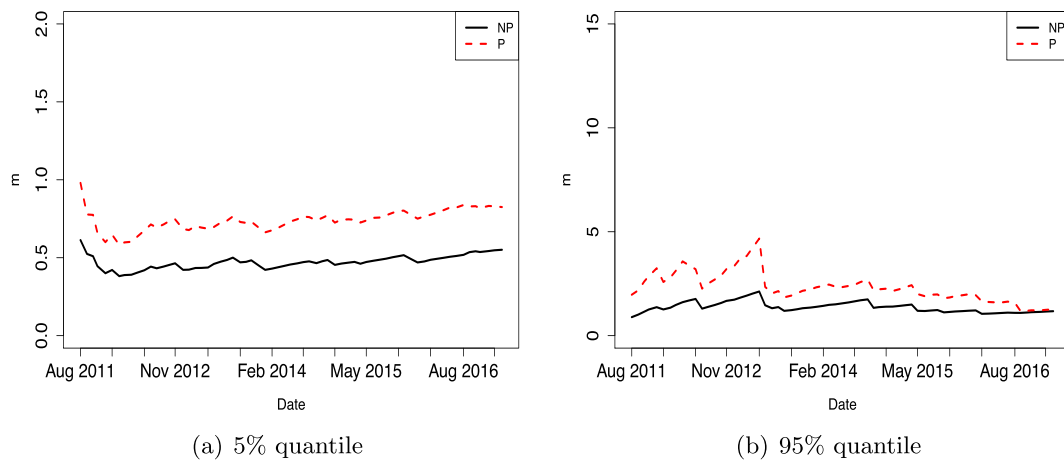 2.0
1.5
1.0
0.5
0.0
m
NP
P
Aug 2011 Nov 2012 Feb 2014 May 2015 Aug 2016
Date
(a) 5% quantile
15
10
5
0
m
NP
P
Aug 2011 Nov 2012 Feb 2014 May 2015 Aug 2016
Date
(b) 95% quantile